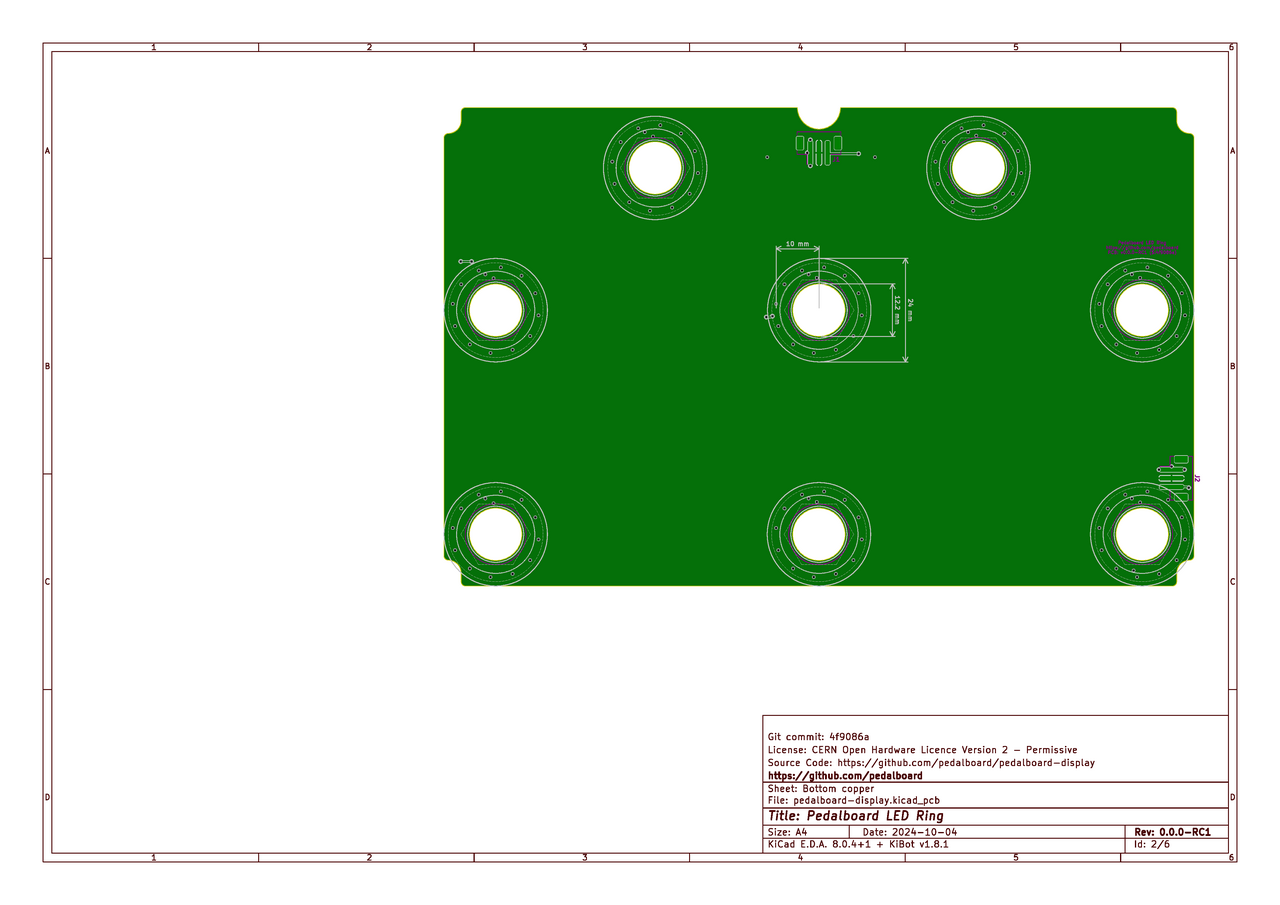 1 2 3 4 5 6
A A
10 mm
12.2 mm
24 mm
B B
J2
C C
Git commit: 4f9086a
License: CERN Open Hardware Licence Version 2 - Permissive
Source Code: https://github.com/pedalboard/pedalboard-display
https://github.com/pedalboard
Sheet: Bottom copper
File: pedalboard-display.kicad_pcb
D D
Title: Pedalboard LED Ring
Size: A4 Date: 2024-10-04 Rev: 0.0.0-RC1
KiCad E.D.A. 8.0.4+1 + KiBot v1.8.1 Id: 2/6
1 2 3 4 5 6